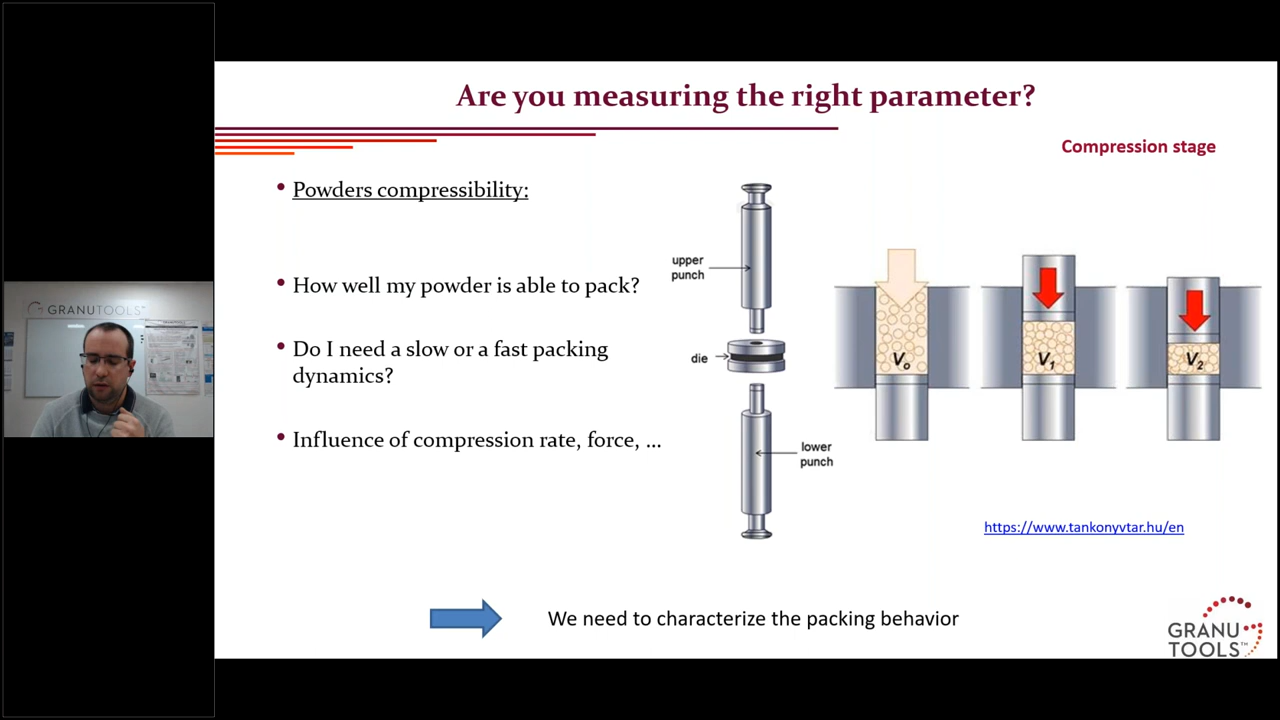 Are you measuring the right parameter?
Compression stage
• Powders compressibility:
• How well my powder is able to pack?
• Do I need a slow or a fast packing
dynamics?
• Influence of compression rate, force, ...
upper
punch
die
lower
punch
V₀
V₁
V₂
https://www.tankonyvtar.hu/en
We need to characterize the packing behavior
GRANU
TOOLS™
GRANUTOOLS™